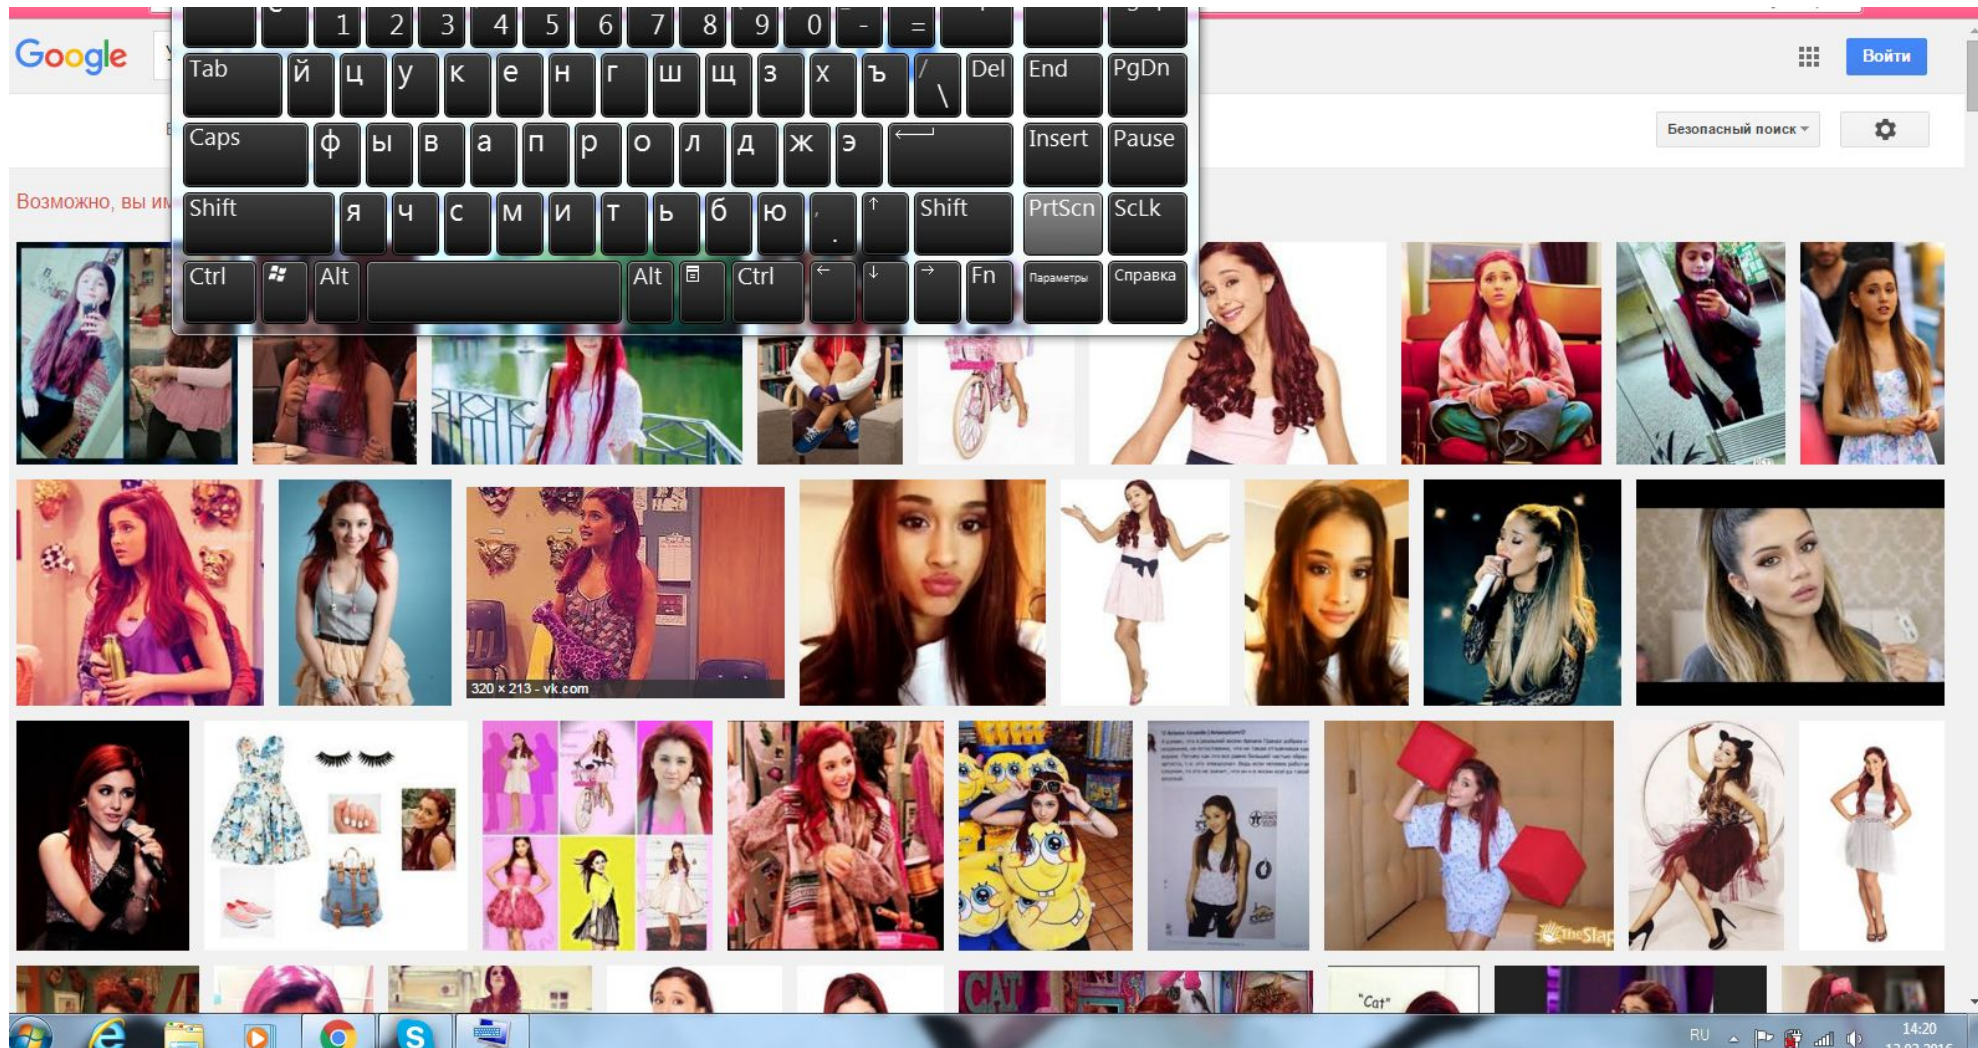 1 2 3 4 5 6 7 8 9 0 - =
Google
Войти
Tab й ц у к е н г ш щ з х ъ / \ Del End PgDn
Caps ф ы в а п р о л д ж э Insert Pause
Безопасный поиск
Возможно, вы
Shift я ч с м и т ь б ю , . ↑ Shift PrtScn ScLk
Ctrl Alt Alt Ctrl ← ↓ → Fn Параметры Справка
320 × 213 - vk.com
theSlap
CAT
"Cat"
RU
14:20